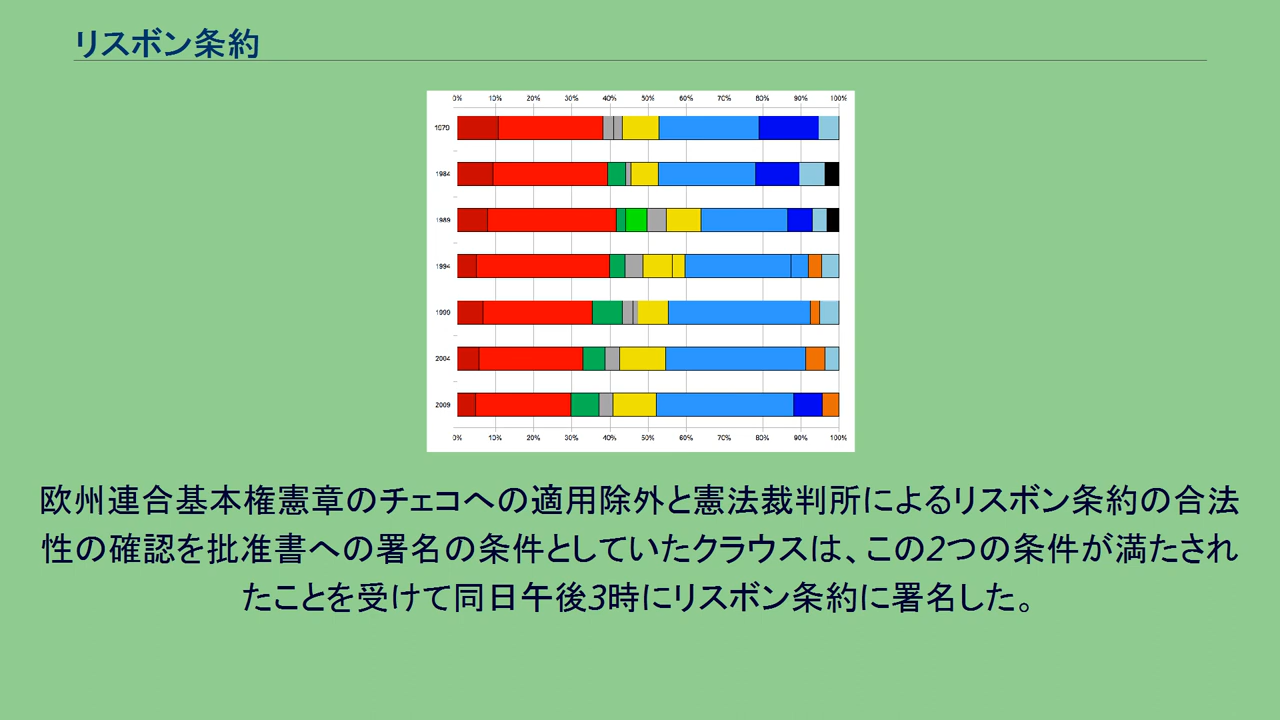 リスボン条約
0% 10% 20% 30% 40% 50% 60% 70% 80% 90% 100%
1979
1984
1989
1994
1999
2004
2009
0% 10% 20% 30% 40% 50% 60% 70% 80% 90% 100%
欧州連合基本権憲章のチェコへの適用除外と憲法裁判所によるリスボン条約の合法
性の確認を批准書への署名の条件としていたクラウスは、この2つの条件が満たされ
たことを受けて同日午後3時にリスボン条約に署名した。